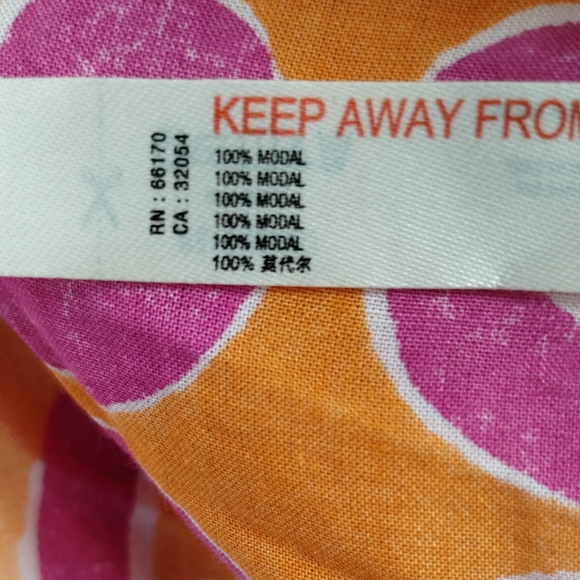 KEEP AWAY FROM
RN : 66170
CA : 32054
100% MODAL
100% MODAL
100% MODAL
100% MODAL
100% MODAL
100% 莫代尔